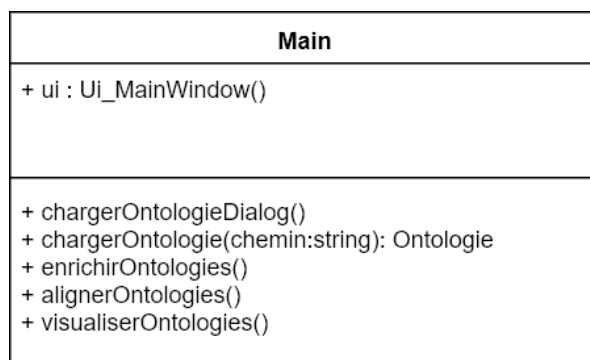 Main
+ ui : Ui_MainWindow()
+ chargerOntologieDialog()
+ chargerOntologie(chemin:string): Ontologie
+ enrichirOntologies()
+ alignerOntologies()
+ visualiserOntologies()